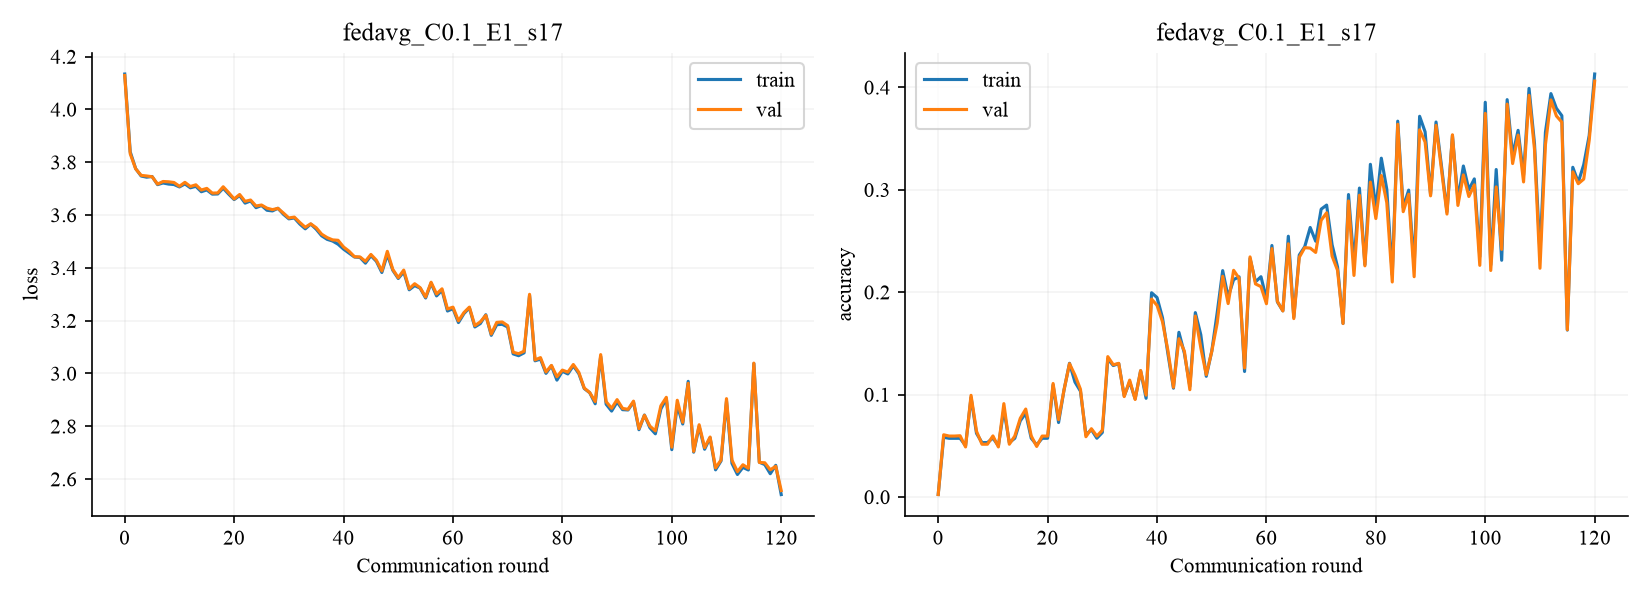 fedavg_C0.1_E1_s17
4.2
4.0
3.8
3.6
3.4
3.2
3.0
2.8
2.6
loss
train
val
0 20 40 60 80 100 120
Communication round
fedavg_C0.1_E1_s17
0.4
0.3
0.2
0.1
0.0
accuracy
train
val
0 20 40 60 80 100 120
Communication round